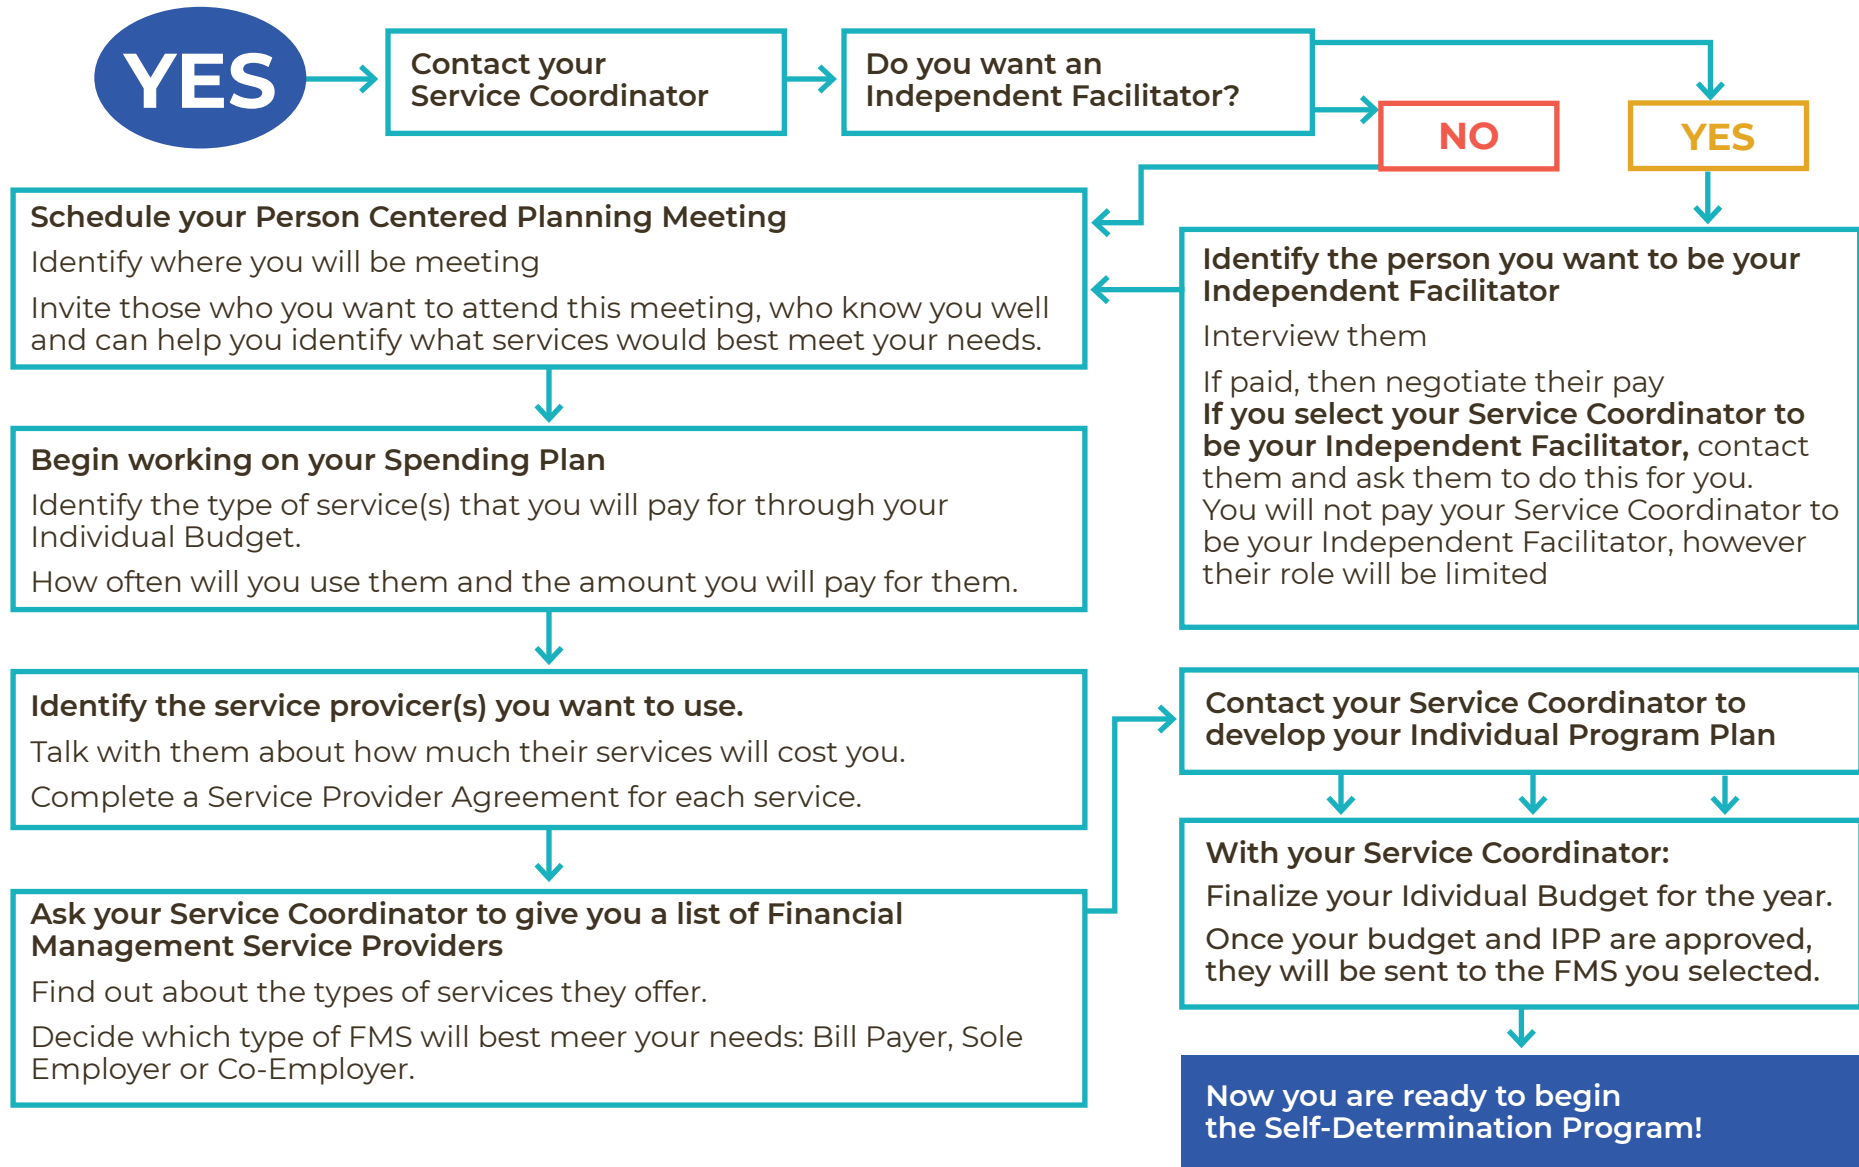 YES
Contact your
Service Coordinator
Do you want an
Independent Facilitator?
NO
YES
Schedule your Person Centered Planning Meeting
Identify where you will be meeting
Invite those who you want to attend this meeting, who know you well
and can help you identify what services would best meet your needs.
Identify the person you want to be your
Independent Facilitator
Interview them
If paid, then negotiate their pay
If you select your Service Coordinator to
be your Independent Facilitator, contact
them and ask them to do this for you.
You will not pay your Service Coordinator to
be your Independent Facilitator, however
their role will be limited
Begin working on your Spending Plan
Identify the type of service(s) that you will pay for through your
Individual Budget.
How often will you use them and the amount you will pay for them.
Identify the service provicer(s) you want to use.
Talk with them about how much their services will cost you.
Complete a Service Provider Agreement for each service.
Ask your Service Coordinator to give you a list of Financial
Management Service Providers
Find out about the types of services they offer.
Decide which type of FMS will best meer your needs: Bill Payer, Sole
Employer or Co-Employer.
Contact your Service Coordinator to
develop your Individual Program Plan
With your Service Coordinator:
Finalize your Idividual Budget for the year.
Once your budget and IPP are approved,
they will be sent to the FMS you selected.
Now you are ready to begin
the Self-Determination Program!